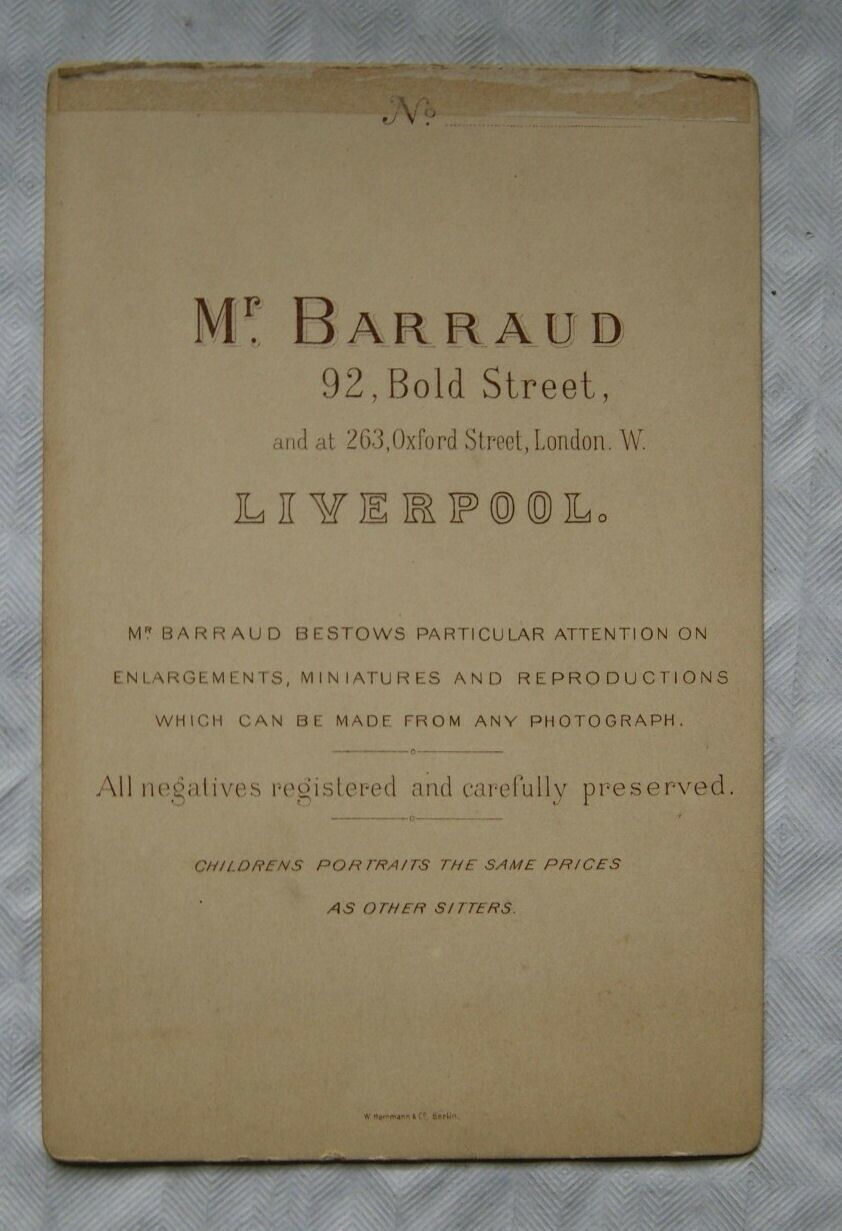 No.
Mr. BARRAUD
92, Bold Street,
and at 263, Oxford Street, London. W.
LIVERPOOL.
MR BARRAUD BESTOWS PARTICULAR ATTENTION ON
ENLARGEMENTS, MINIATURES AND REPRODUCTIONS
WHICH CAN BE MADE FROM ANY PHOTOGRAPH.
All negatives registered and carefully preserved.
CHILDRENS PORTRAITS THE SAME PRICES
AS OTHER SITTERS.
W. & Co. Berlin.